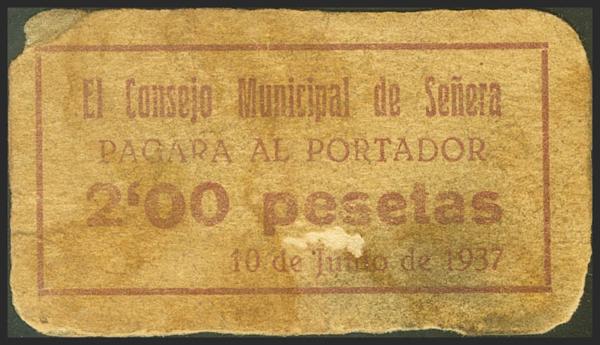 El Consejo Municipal de Señera
PAGARA AL PORTADOR
2'00 pesetas
10 de Junio de 1937